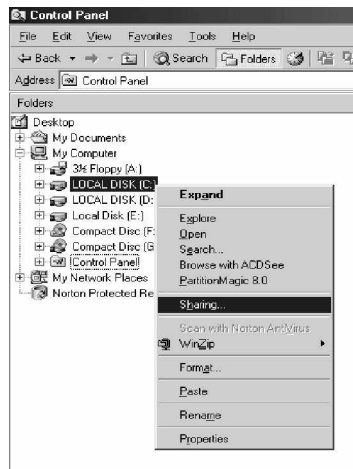 Control Panel
File Edit View Favorites Tools Help
Back Search Folders
Address Control Panel
Folders
Desktop
My Documents
My Computer
3½ Floppy (A:)
LOCAL DISK (C:)
LOCAL DISK (D:
Local Disk (E:)
Compact Disc (F:
Compact Disc (G
Control Panel
My Network Places
Norton Protected Re
Expand
Explore
Open
Search...
Browse with ACDSee
PartitionMagic 8.0
Sharing...
Scan with Norton AntiVirus
WinZip
Format...
Paste
Rename
Properties